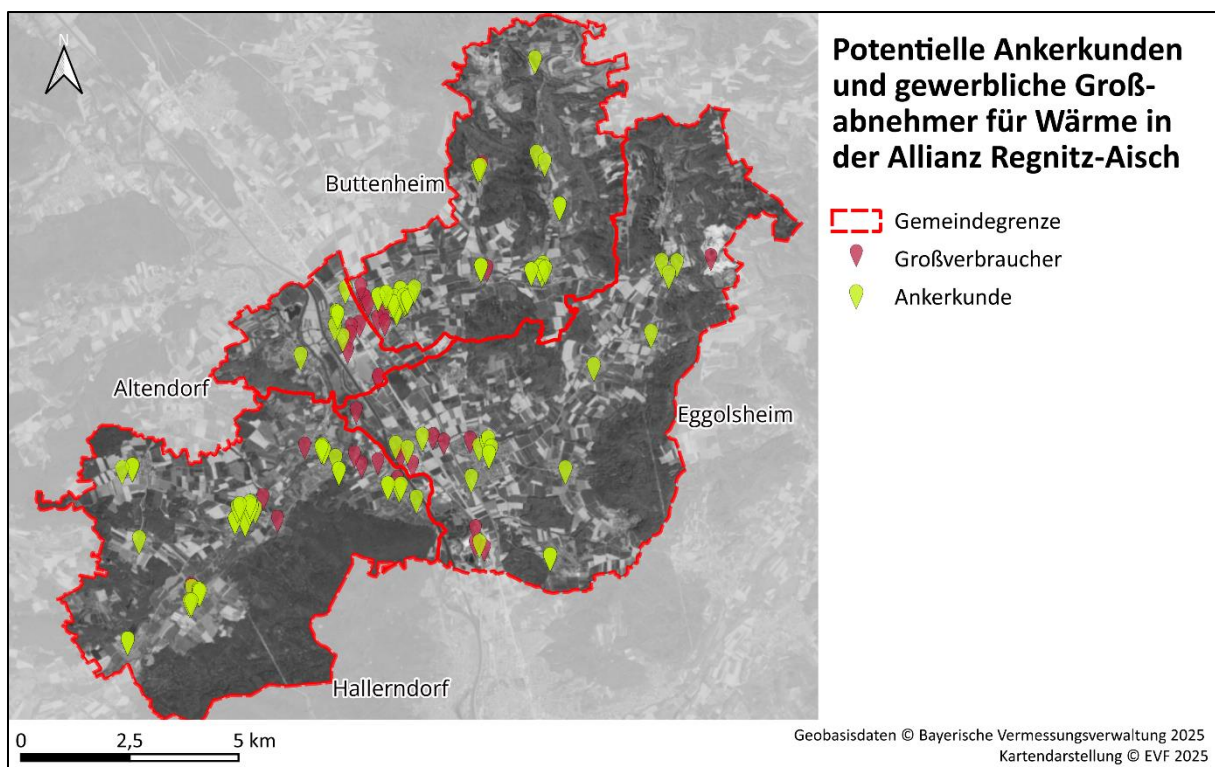 N
Potentielle Ankerkunden
und gewerbliche Groß-
abnehmer für Wärme in
der Allianz Regnitz-Aisch
Gemeindegrenze
Großverbraucher
Ankerkunde
Buttenheim
Altendorf
Eggolsheim
Hallerndorf
0 2,5 5 km
Geobasisdaten © Bayerische Vermessungsverwaltung 2025
Kartendarstellung © EVF 2025